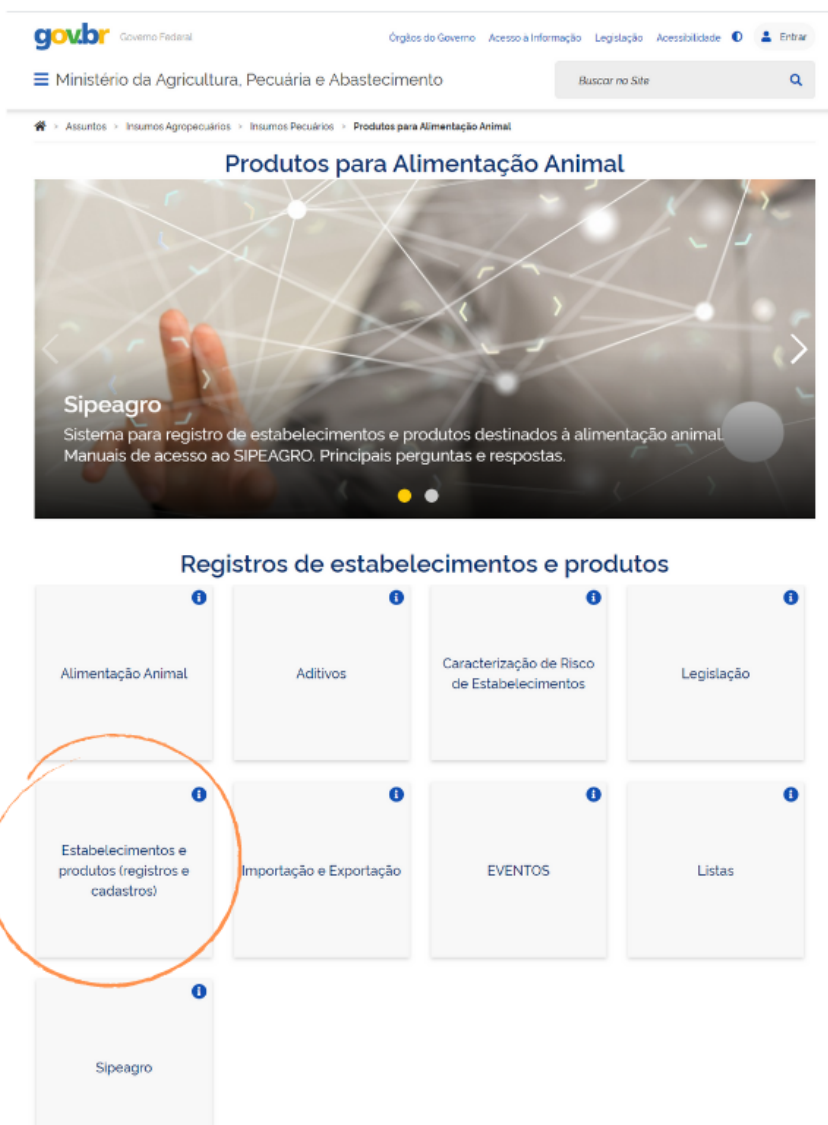 gov.br Governo Federal
Órgãos do Governo Acesso à Informação Legislação Acessibilidade Entrar
Ministério da Agricultura, Pecuária e Abastecimento
Buscar no Site
> Assuntos > Insumos Agropecuários > Insumos Pecuários > Produtos para Alimentação Animal
Produtos para Alimentação Animal
Sipeagro
Sistema para registro de estabelecimentos e produtos destinados à alimentação animal.
Manuais de acesso ao SIPEAGRO. Principais perguntas e respostas.
Registros de estabelecimentos e produtos
Alimentação Animal
Aditivos
Caracterização de Risco
de Estabelecimentos
Legislação
Estabelecimentos e
produtos (registros e
cadastros)
Importação e Exportação
EVENTOS
Listas
Sipeagro